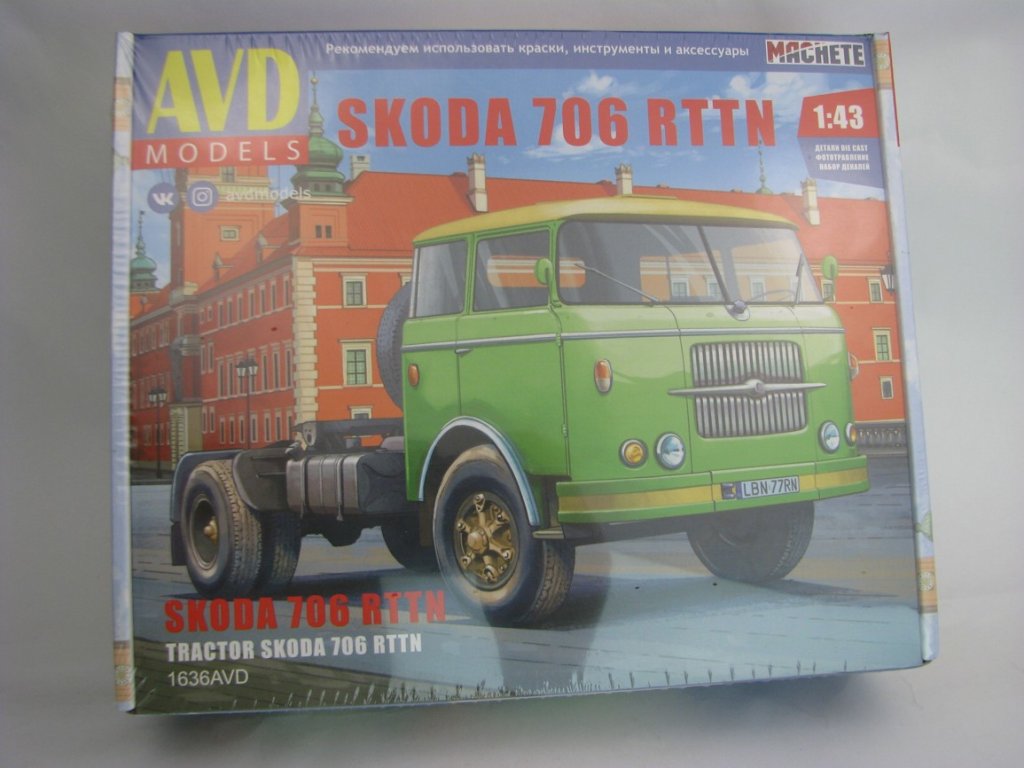 Рекомендуем использовать краски, инструменты и аксессуары
MACHETE
AVD
MODELS
SKODA 706 RTTN
1:43
ДЕТАЛИ DIE CAST
ФОТОТРАВЛЕНИЕ
НАБОР ДЕКАЛЕЙ
avdmodels
LBN 77RN
SKODA 706 RTTN
TRACTOR SKODA 706 RTTN
1636AVD